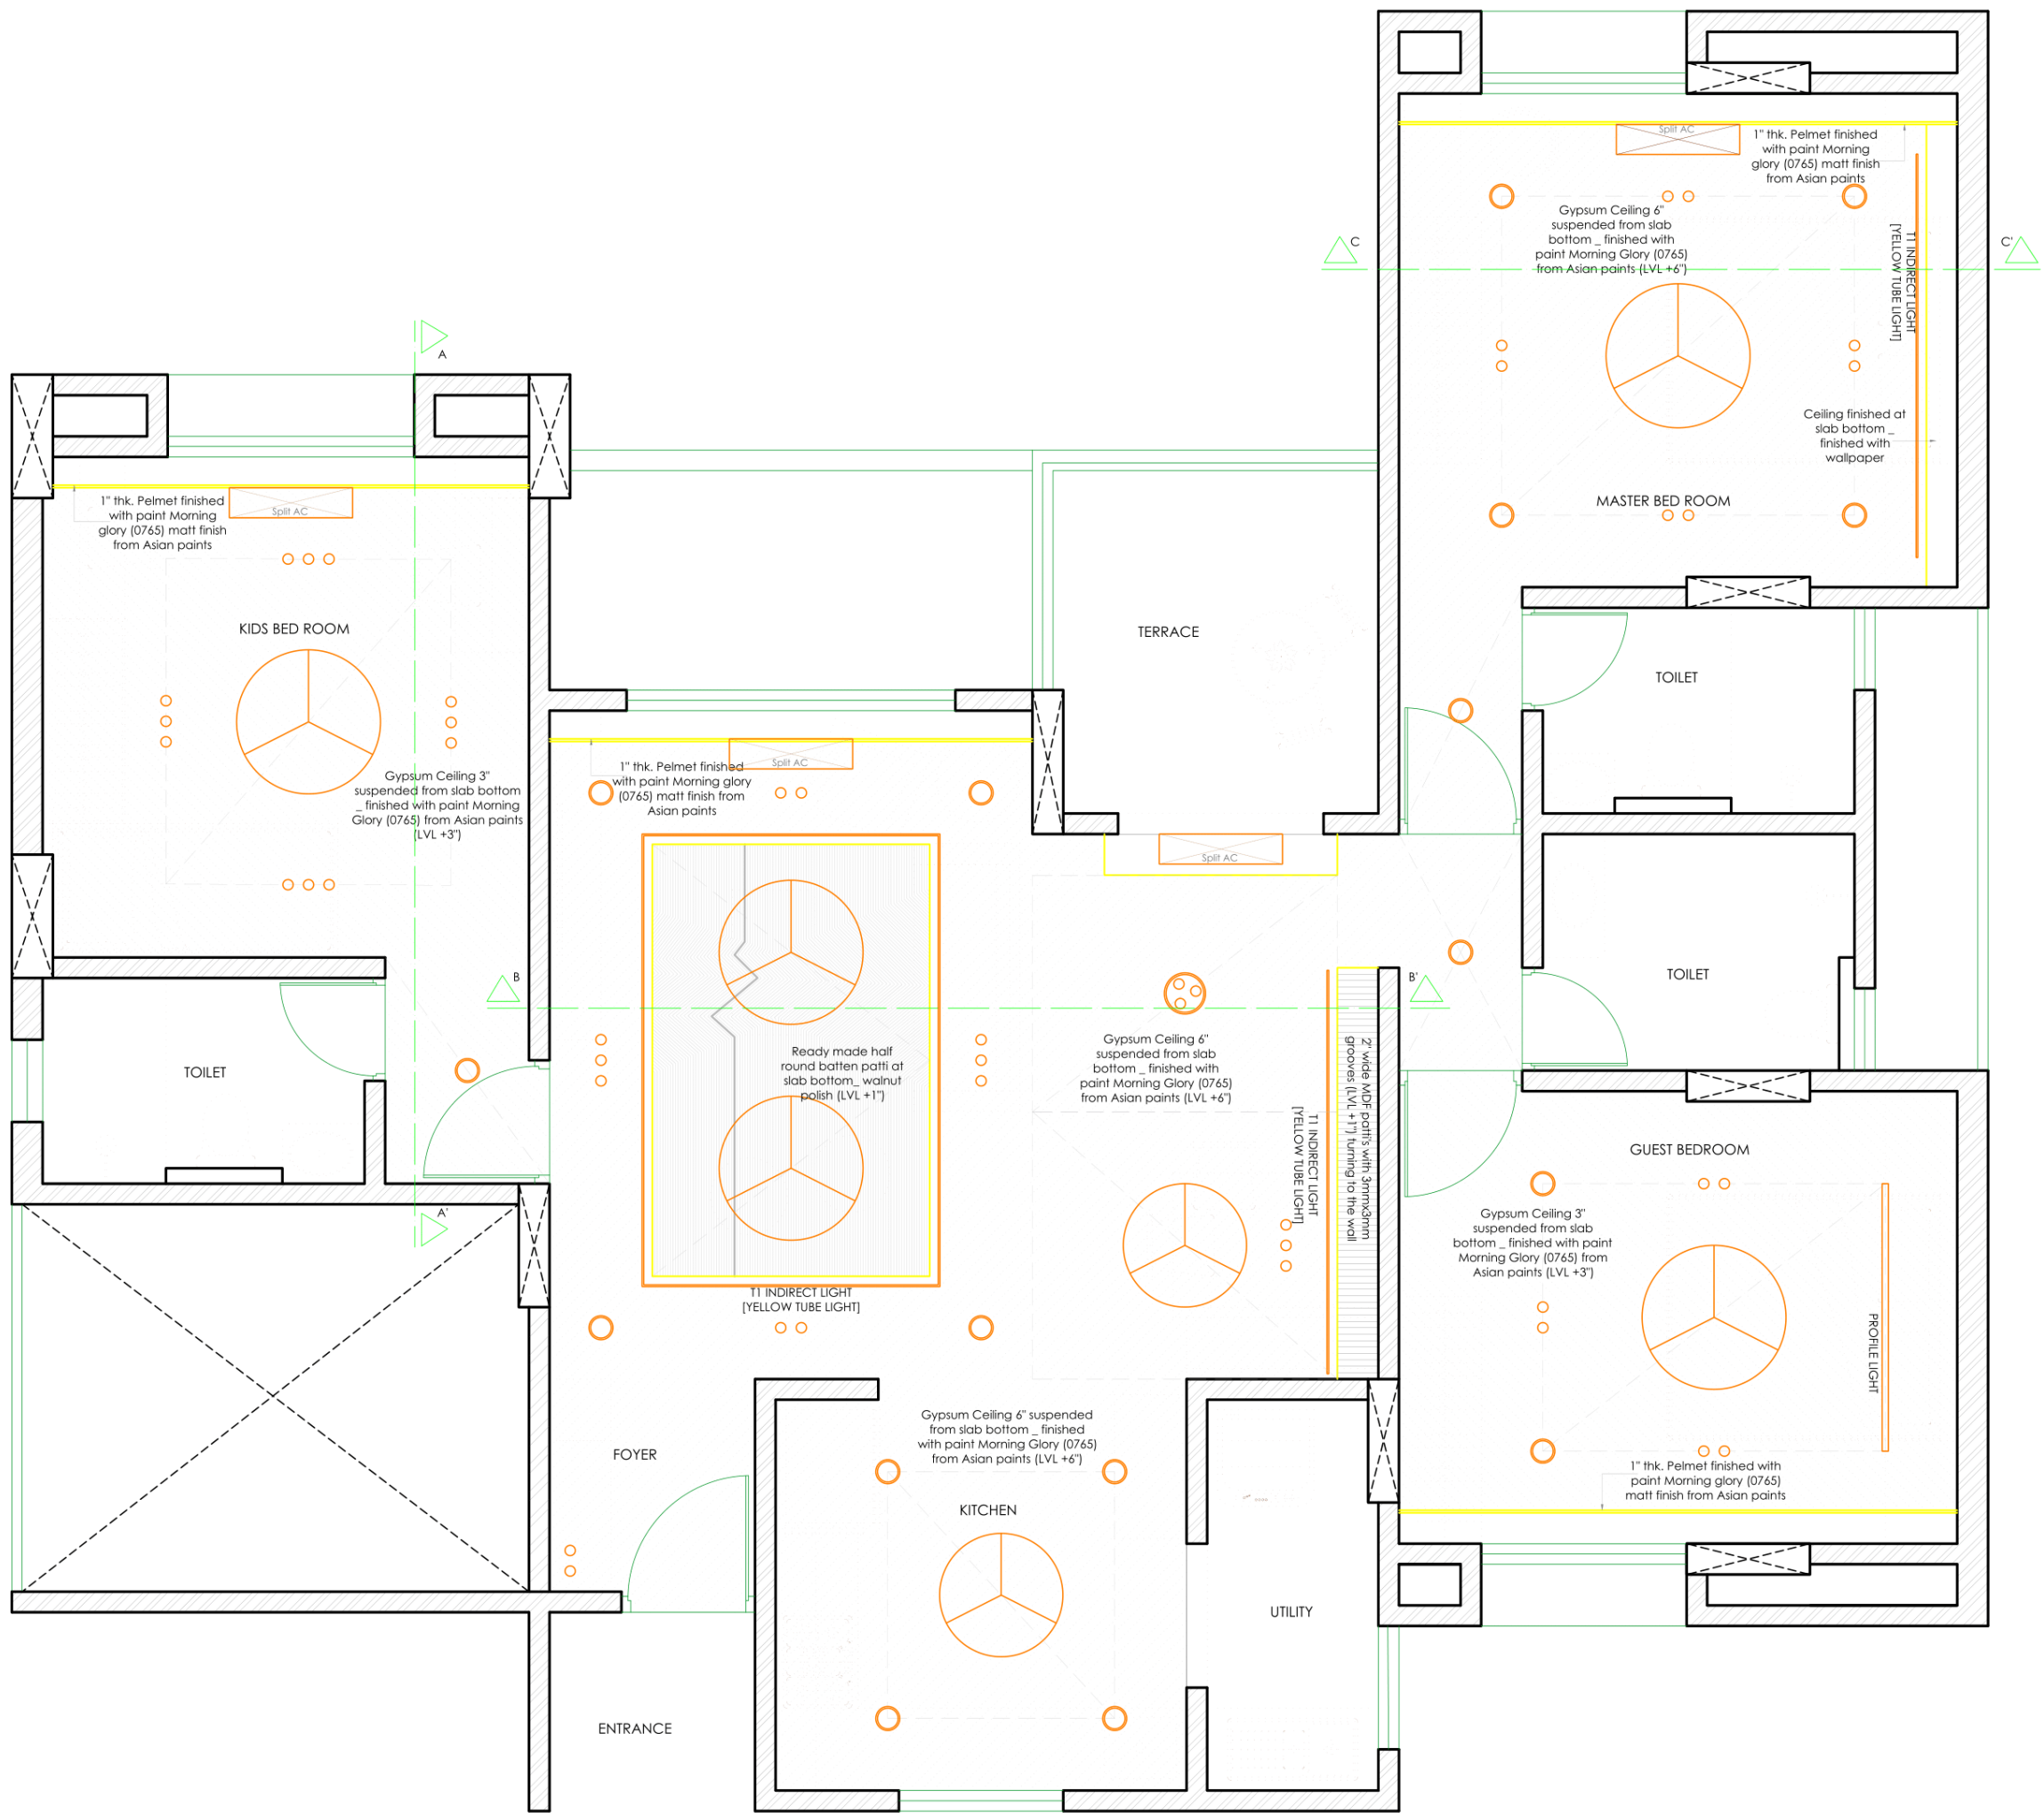 Split AC
1" thk. Pelmet finished
with paint Morning
glory (0765) matt finish
from Asian paints
Gypsum Ceiling 6"
suspended from slab
bottom _ finished with
paint Morning Glory (0765)
from Asian paints (LVL +6")
T1 INDIRECT LIGHT
[YELLOW TUBE LIGHT]
C
C'
Ceiling finished at
slab bottom _
finished with
wallpaper
MASTER BED ROOM
A
1" thk. Pelmet finished
with paint Morning
glory (0765) matt finish
from Asian paints
Split AC
KIDS BED ROOM
Gypsum Ceiling 3"
suspended from slab bottom
_ finished with paint Morning
Glory (0765) from Asian paints
(LVL +3")
TERRACE
TOILET
1" thk. Pelmet finished
with paint Morning glory
(0765) matt finish from
Asian paints
Split AC
Split AC
B
B'
TOILET
TOILET
Ready made half
round batten patti at
slab bottom_ walnut
polish (LVL +1")
Gypsum Ceiling 6"
suspended from slab
bottom _ finished with
paint Morning Glory (0765)
from Asian paints (LVL +6")
T1 INDIRECT LIGHT
[YELLOW TUBE LIGHT]
2' wide MDF patti's with 3mmx3mm
grooves (LVL +1") turning to the wall
A'
T1 INDIRECT LIGHT
[YELLOW TUBE LIGHT]
GUEST BEDROOM
Gypsum Ceiling 3"
suspended from slab
bottom _ finished with paint
Morning Glory (0765) from
Asian paints (LVL +3")
PROFILE LIGHT
1" thk. Pelmet finished with
paint Morning glory (0765)
matt finish from Asian paints
FOYER
Gypsum Ceiling 6" suspended
from slab bottom _ finished
with paint Morning Glory (0765)
from Asian paints (LVL +6")
KITCHEN
UTILITY
ENTRANCE